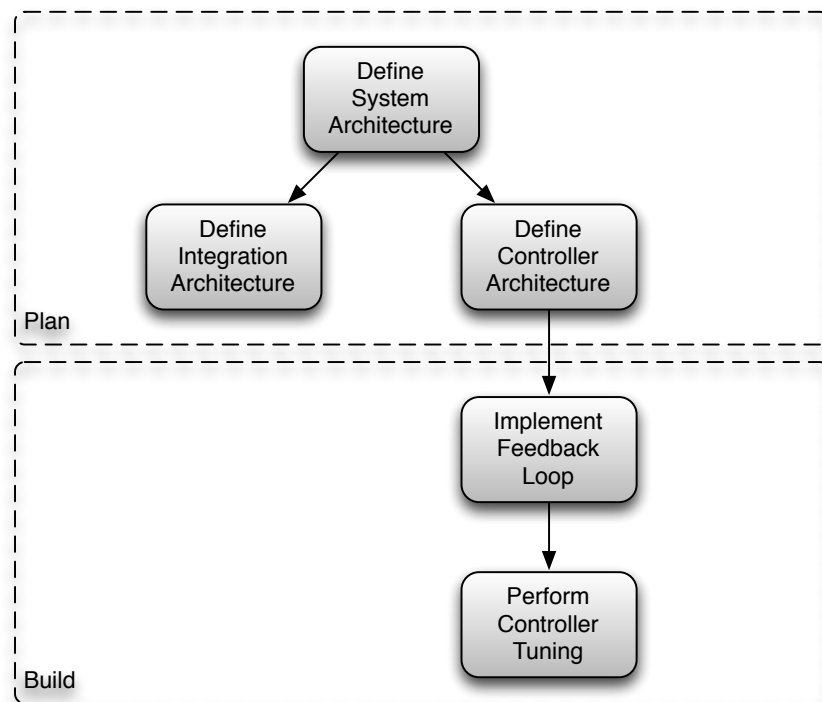 Define
System
Architecture
Define
Integration
Architecture
Define
Controller
Architecture
Plan
Implement
Feedback
Loop
Perform
Controller
Tuning
Build